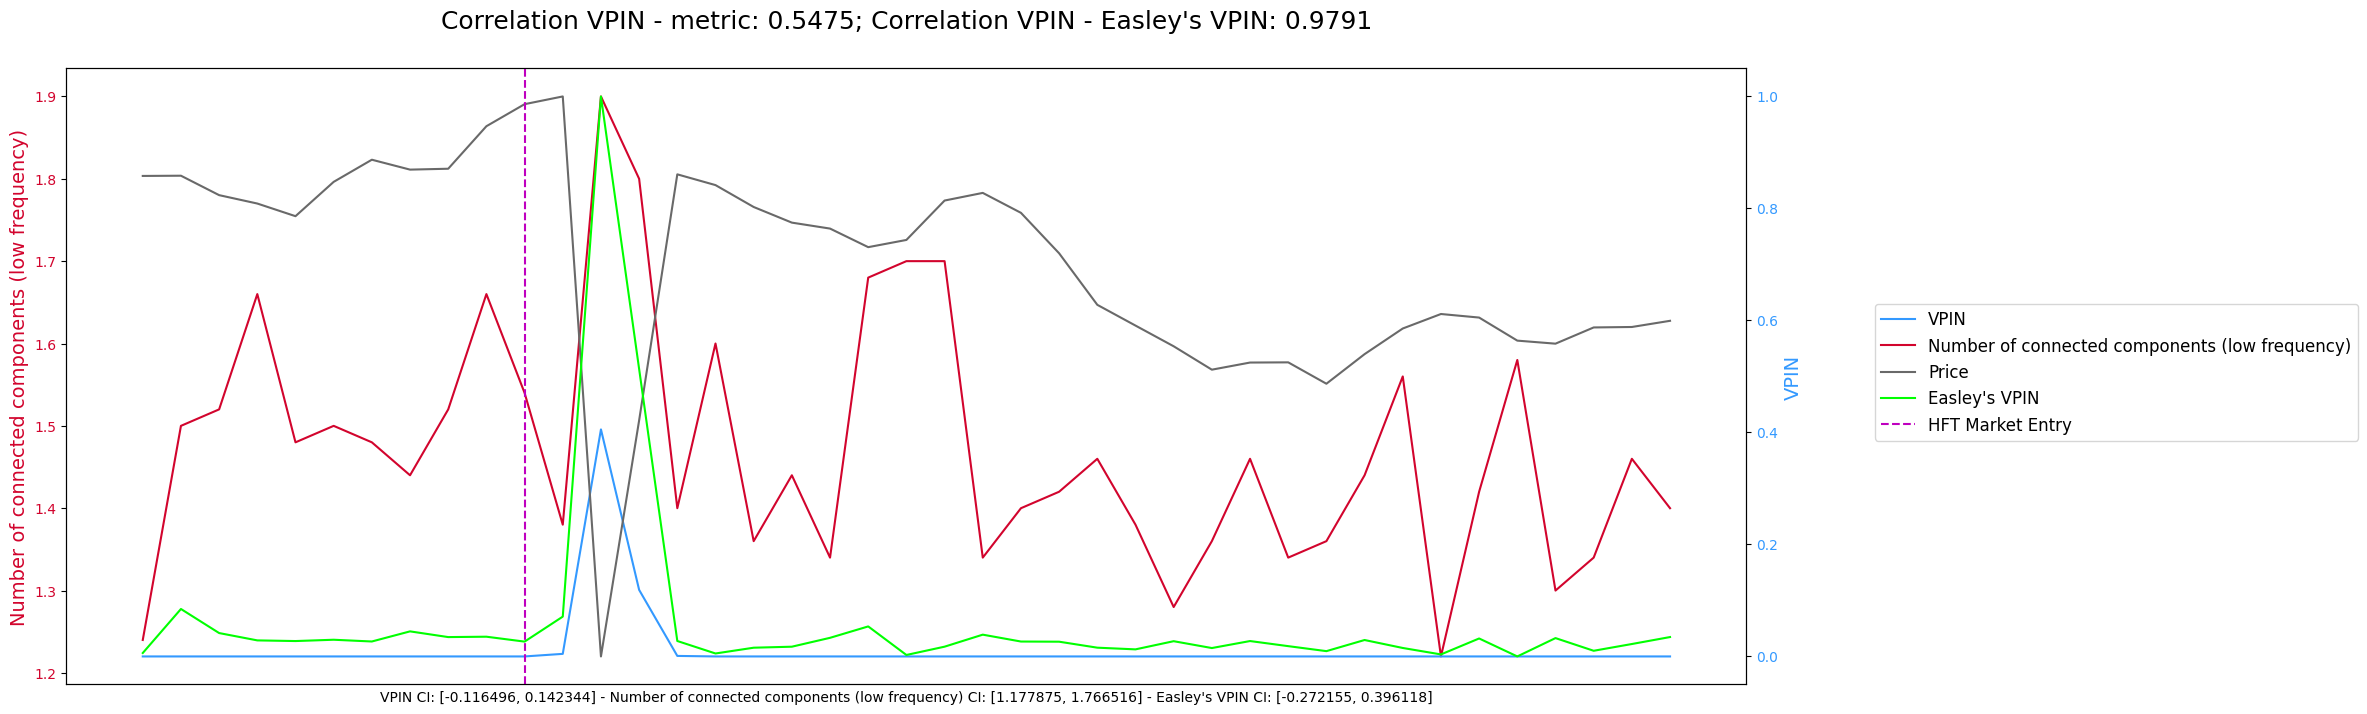 Correlation VPIN - metric: 0.5475; Correlation VPIN - Easley's VPIN: 0.9791
Number of connected components (low frequency)
1.9
1.8
1.7
1.6
1.5
1.4
1.3
1.2
1.0
0.8
0.6
0.4
0.2
0.0
VPIN
VPIN
Number of connected components (low frequency)
Price
Easley's VPIN
HFT Market Entry
VPIN CI: [-0.116496, 0.142344] - Number of connected components (low frequency) CI: [1.177875, 1.766516] - Easley's VPIN CI: [-0.272155, 0.396118]